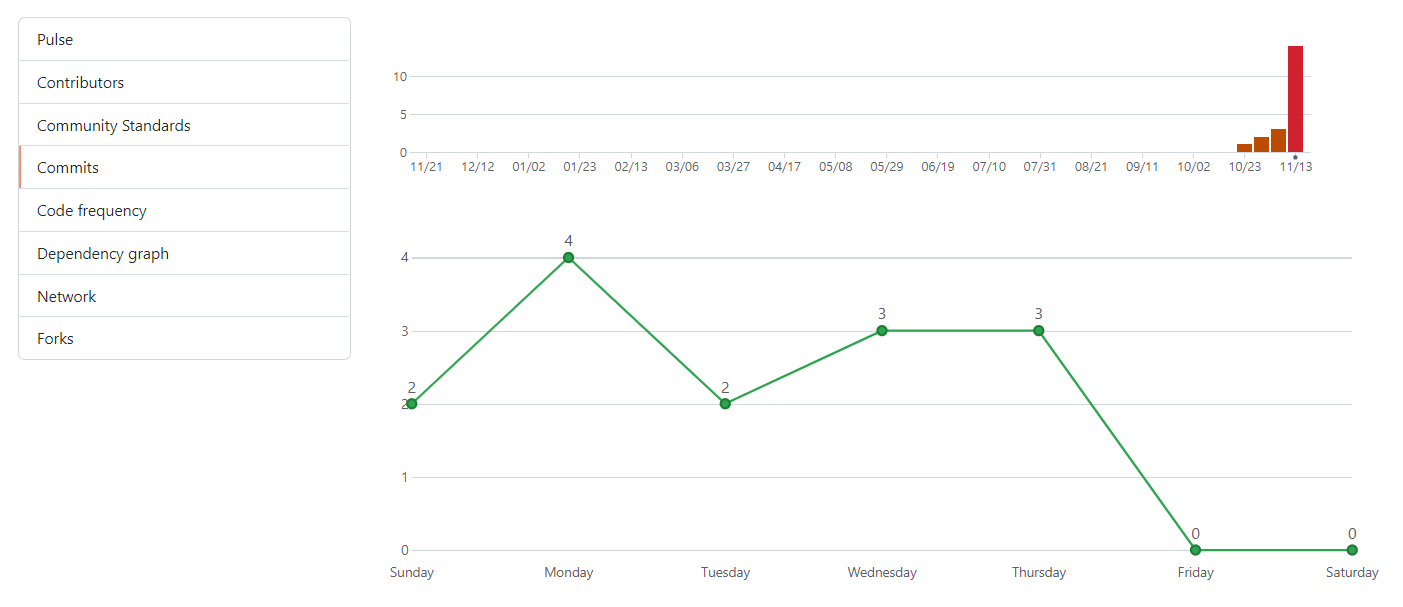 Pulse
Contributors
Community Standards
Commits
Code frequency
Dependency graph
Network
Forks
10
5
0
11/21 12/12 01/02 01/23 02/13 03/06 03/27 04/17 05/08 05/29 06/19 07/10 07/31 08/21 09/11 10/02 10/23 11/13
4
4
3 3
3
2 2
2
1
0 0
0
Sunday Monday Tuesday Wednesday Thursday Friday Saturday